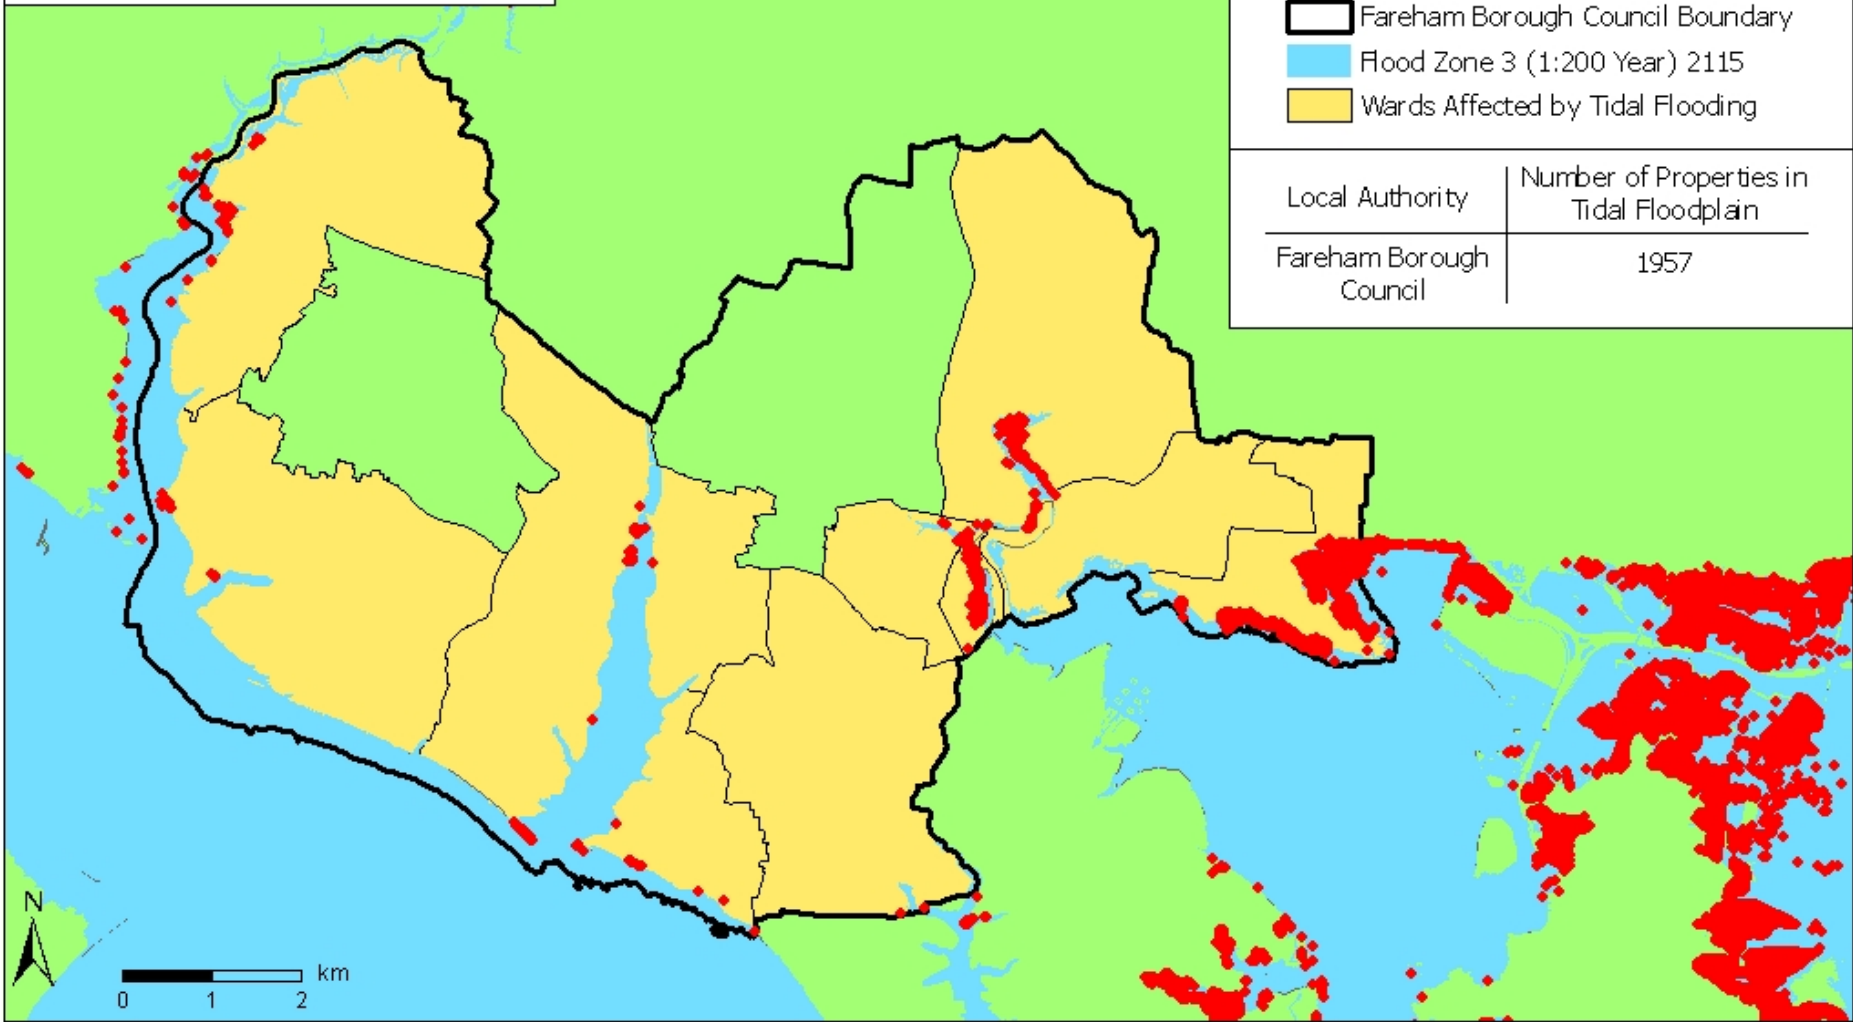 Fareham Borough Council Boundary
Flood Zone 3 (1:200 Year) 2115
Wards Affected by Tidal Flooding
Local Authority
Number of Properties in
Tidal Floodplain
Fareham Borough
Council
1957
N
km
0 1 2